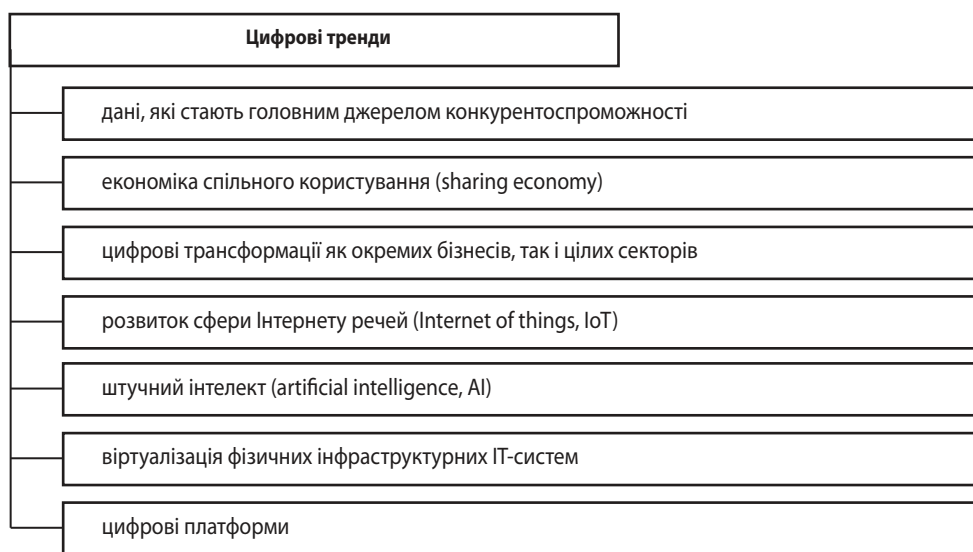 Цифрові тренди
дані, які стають головним джерелом конкурентоспроможності
економіка спільного користування (sharing economy)
цифрові трансформації як окремих бізнесів, так і цілих секторів
розвиток сфери Інтернету речей (Internet of things, IoT)
штучний інтелект (artificial intelligence, AI)
віртуалізація фізичних інфраструктурних ІТ-систем
цифрові платформи